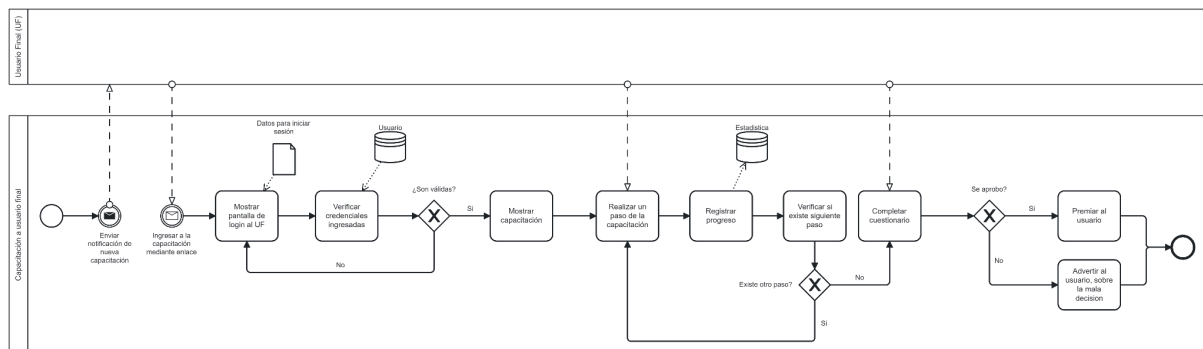 Usuario Final (UF)
Capacitación a usuario final
Enviar
notificación de
nueva
capacitación
Ingresar a la
capacitación
mediante enlace
Datos para iniciar
sesión
Mostrar
pantalla de
login al UF
Usuario
Verificar
credenciales
ingresadas
¿Son válidas?
Si
No
Mostrar
capacitación
Realizar un
paso de la
capacitación
Estadistica
Registrar
progreso
Verificar si
existe siguiente
paso
Existe otro paso?
No
Si
Completar
cuestionario
Se aprobo?
Si
No
Premiar al
usuario
Advertir al
usuario, sobre
la mala
decision